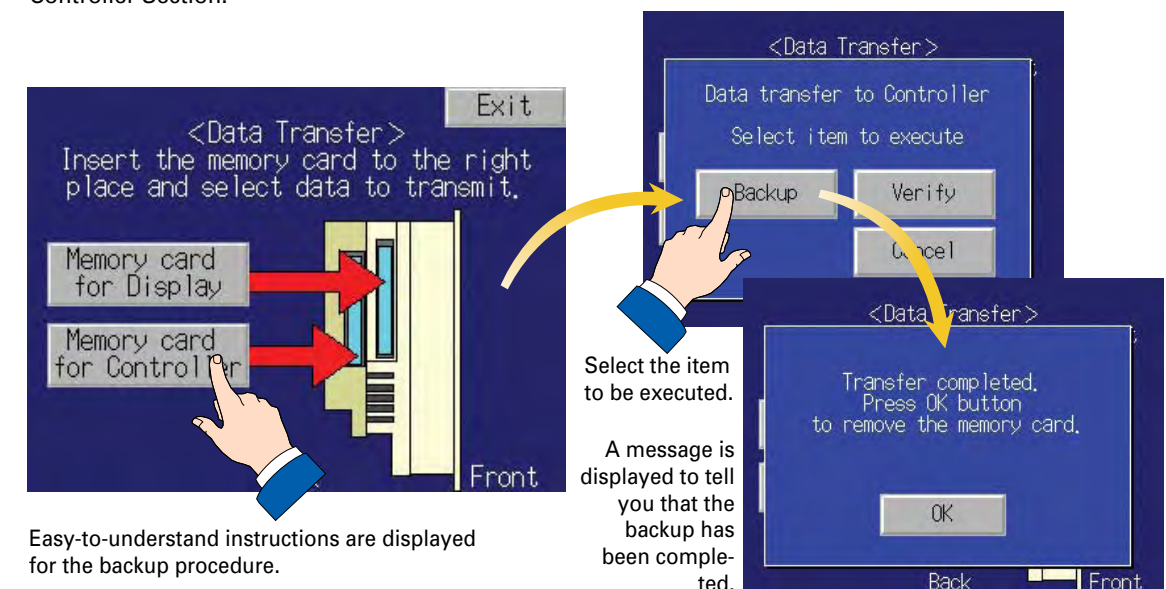 Controller Section.
Exit
<Data Transfer>
Insert the memory card to the right
place and select data to transmit.
Memory card
for Display
Memory card
for Controller
Front
Easy-to-understand instructions are displayed
for the backup procedure.
<Data Transfer>
Data transfer to Controller
Select item to execute
Backup
Verify
Cancel
Select the item
to be executed.
A message is
displayed to tell
you that the
backup has
been comple-
ted.
<Data Transfer>
Transfer completed.
Press OK button
to remove the memory card.
OK
Back
Front